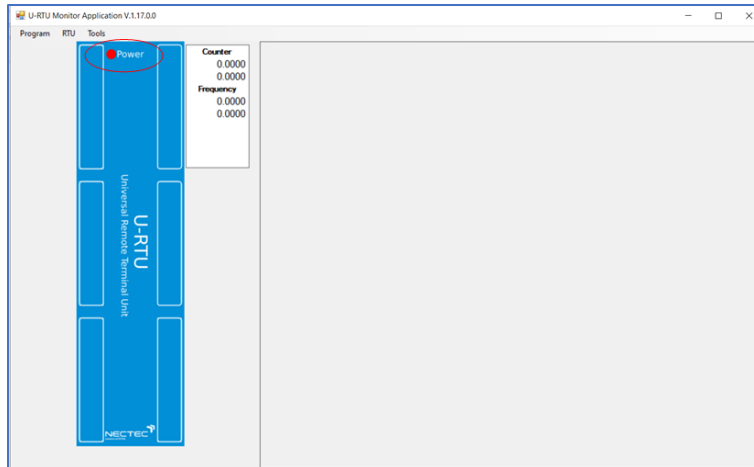 U-RTU Monitor Application V.1.17.0.0
Program RTU Tools
Power
Counter
0.0000
0.0000
Frequency
0.0000
0.0000
U-RTU
Universal Remote Terminal Unit
NECTEC